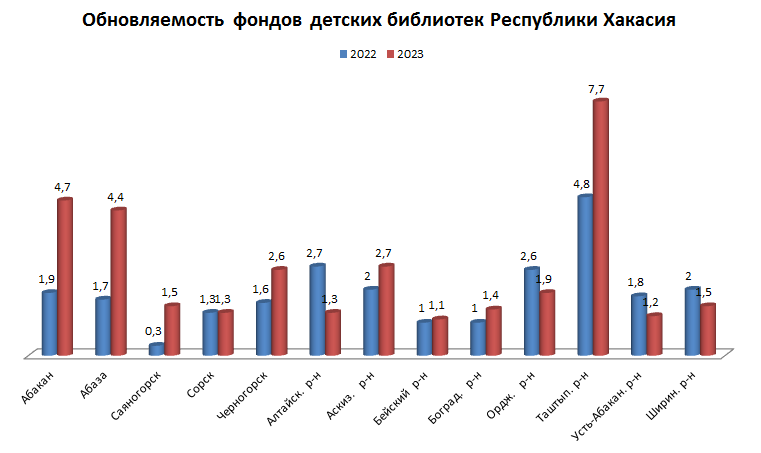 Обновляемость фондов детских библиотек Республики Хакасия
2022 2023
1,9 4,7
1,7 4,4
0,3 1,5
1,3 1,3
1,6 2,6
2,7 1,3
2 2,7
1 1,1
1 1,4
2,6 1,9
4,8 7,7
1,8 1,2
2 1,5
Абакан
Абаза
Саяногорск
Сорск
Черногорск
Алтайск. р-н
Аскиз. р-н
Бейский р-н
Боград. р-н
Ордж. р-н
Таштып. р-н
Усть-Абакан. р-н
Ширин. р-н